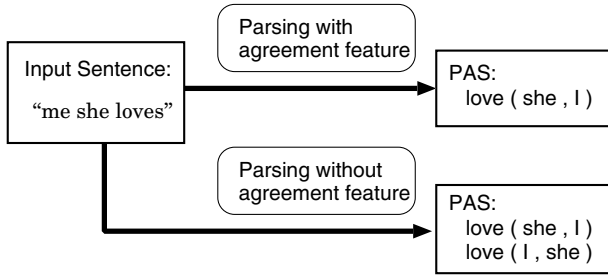 Parsing with
agreement feature
Input Sentence:
“me she loves”
PAS:
love ( she , I )
Parsing without
agreement feature
PAS:
love ( she , I )
love ( I , she )